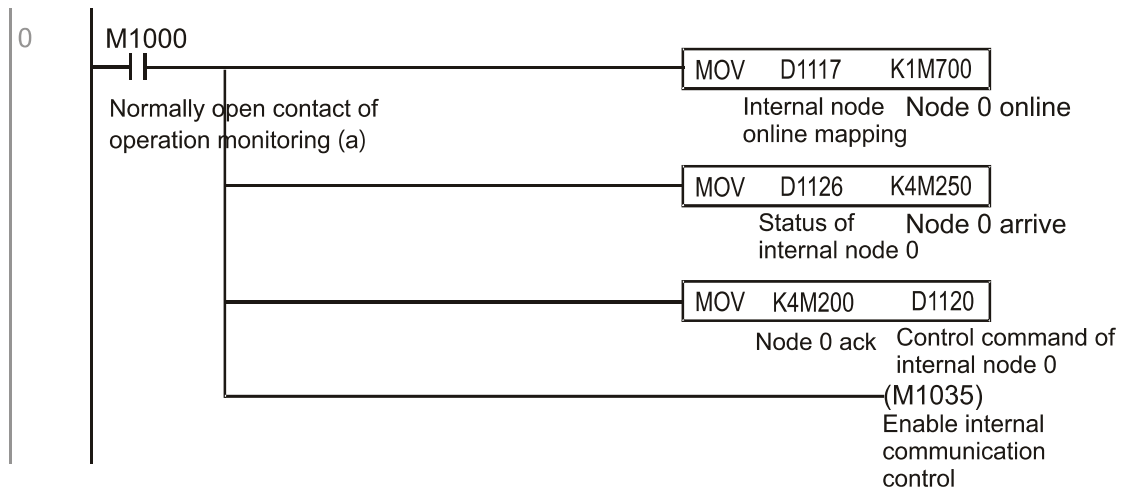 0
M1000
Normally open contact of
operation monitoring (a)
MOV D1117 K1M700
Internal node Node 0 online
online mapping
MOV D1126 K4M250
Status of Node 0 arrive
internal node 0
MOV K4M200 D1120
Node 0 ack Control command of
internal node 0
(M1035)
Enable internal
communication
control